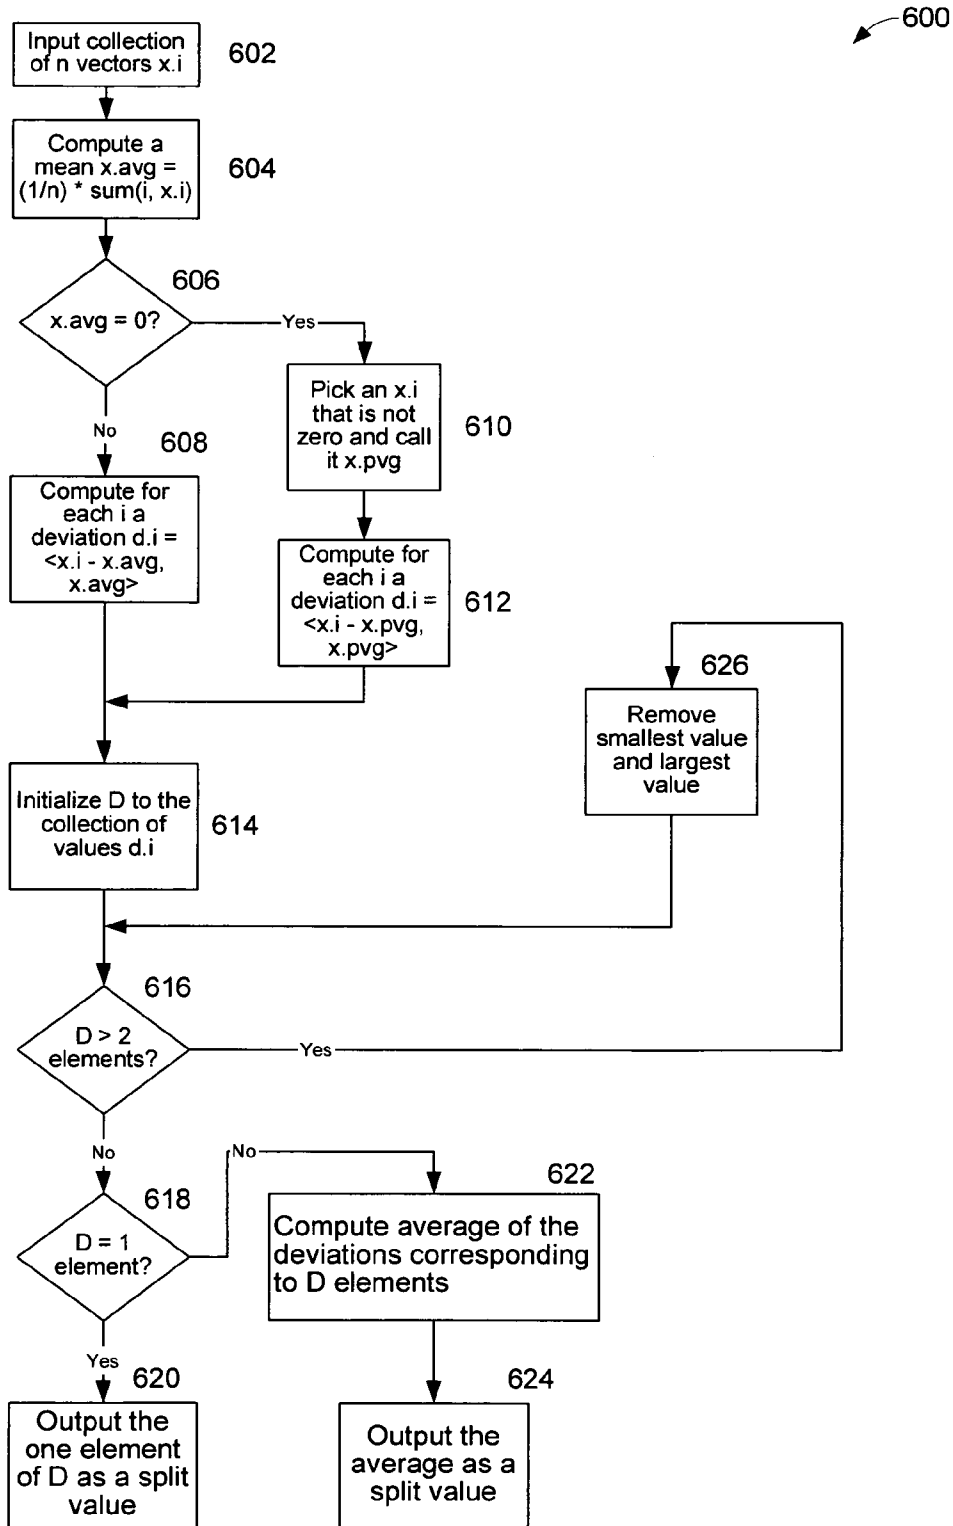 600
Input collection
of n vectors x.i
602
Compute a
mean x.avg =
(1/n) * sum(i, x.i)
604
606
x.avg = 0?
Yes
No
Pick an x.i
that is not
zero and call
it x.pvg
610
608
Compute for
each i a
deviation d.i =
<x.i - x.avg,
x.avg>
Compute for
each i a
deviation d.i =
<x.i - x.pvg,
x.pvg>
612
626
Remove
smallest value
and largest
value
Initialize D to the
collection of
values d.i
614
616
D > 2
elements?
Yes
No
618
D = 1
element?
No
622
Compute average of the
deviations corresponding
to D elements
Yes
620
Output the
one element
of D as a split
value
624
Output the
average as a
split value